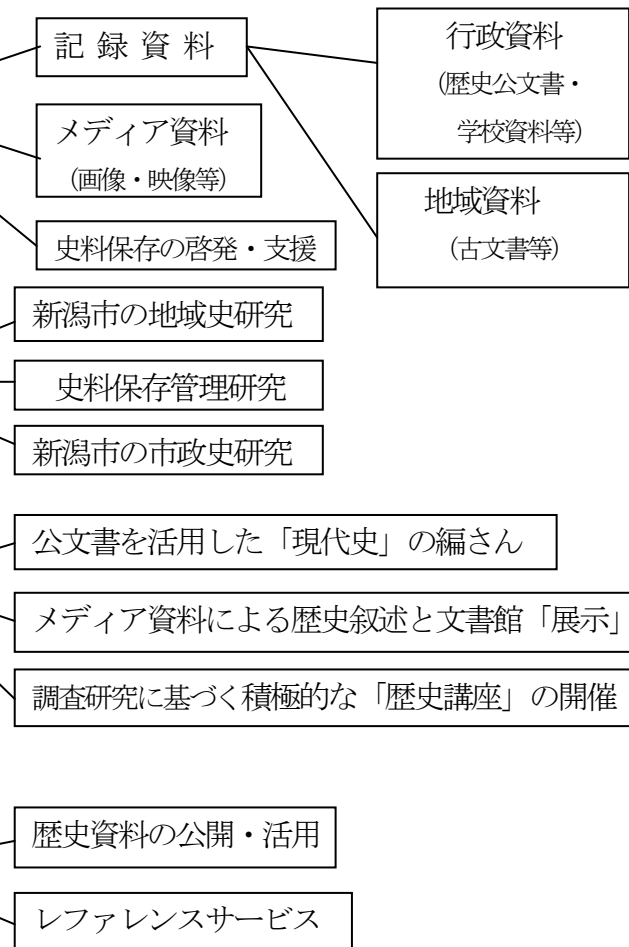 記 録 資 料
行政資料
(歴史公文書・
学校資料等)
メディア資料
(画像・映像等)
地域資料
(古文書等)
史料保存の啓発・支援
新潟市の地域史研究
史料保存管理研究
新潟市の市政史研究
公文書を活用した「現代史」の編さん
メディア資料による歴史叙述と文書館「展示」
調査研究に基づく積極的な「歴史講座」の開催
歴史資料の公開・活用
レファレンスサービス